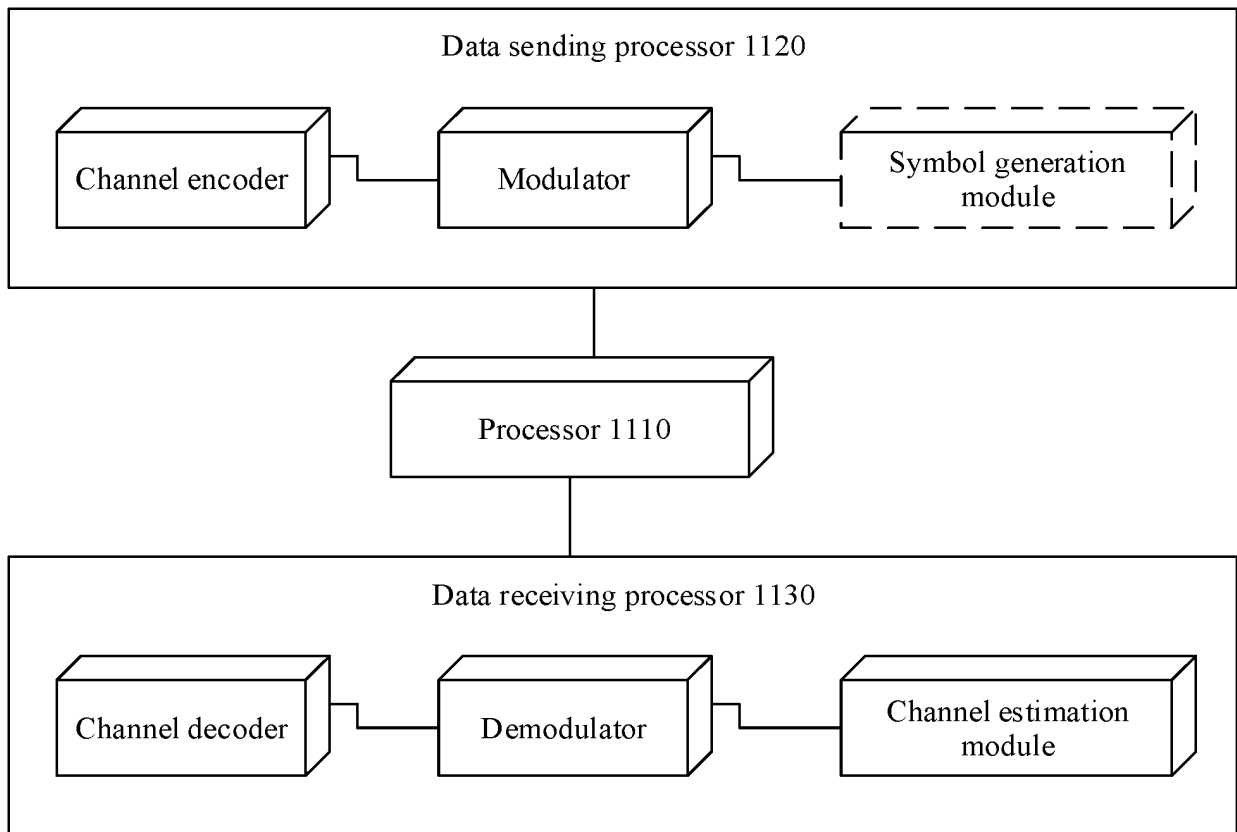 Data sending processor 1120
Channel encoder
Modulator
Symbol generation
module
Processor 1110
Data receiving processor 1130
Channel decoder
Demodulator
Channel estimation
module